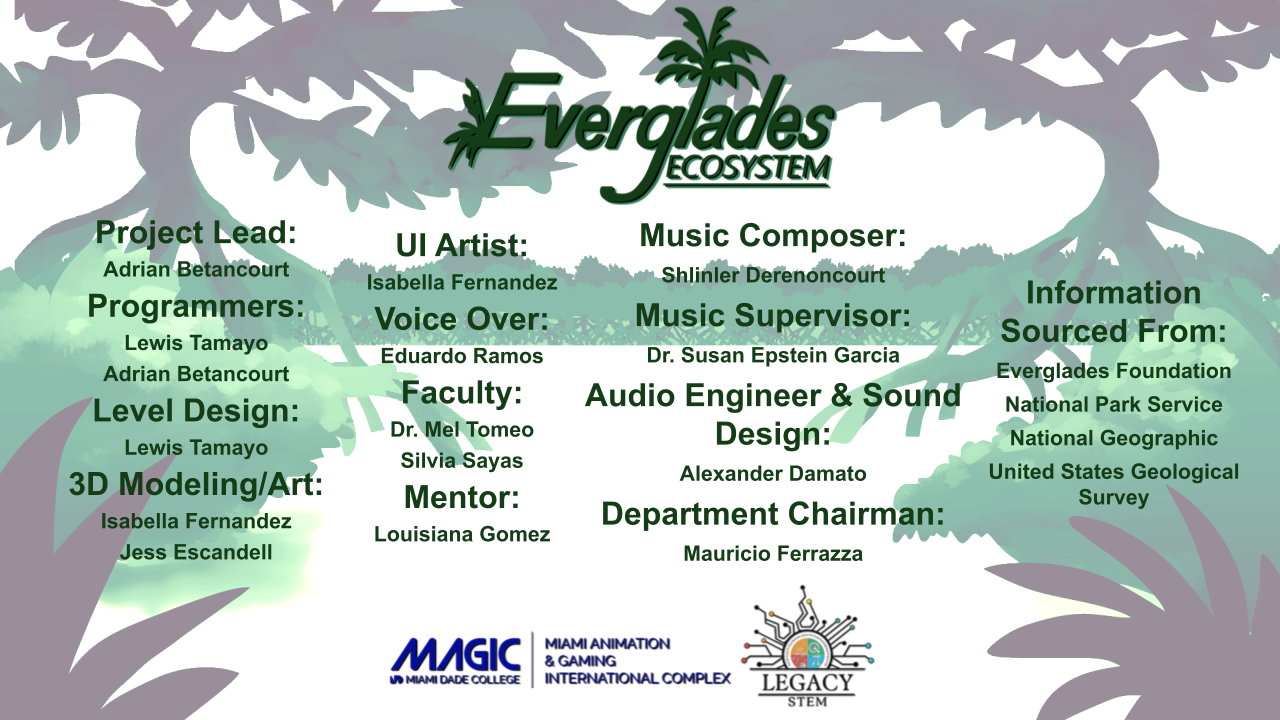 Everglades
ECOSYSTEM
Project Lead:
Adrian Betancourt
Programmers:
Lewis Tamayo
Adrian Betancourt
Level Design:
Lewis Tamayo
3D Modeling/Art:
Isabella Fernandez
Jess Escandell
UI Artist:
Isabella Fernandez
Voice Over:
Eduardo Ramos
Faculty:
Dr. Mel Tomeo
Silvia Sayas
Mentor:
Louisiana Gomez
Music Composer:
Shlinler Derenoncourt
Music Supervisor:
Dr. Susan Epstein Garcia
Audio Engineer & Sound
Design:
Alexander Damato
Department Chairman:
Mauricio Ferrazza
Information
Sourced From:
Everglades Foundation
National Park Service
National Geographic
United States Geological
Survey
MAGIC
MIAMI DADE COLLEGE
MIAMI ANIMATION
& GAMING
INTERNATIONAL COMPLEX
LEGACY
STEM